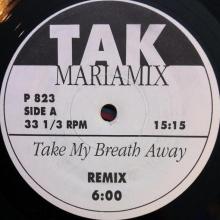 TAK
MARIAMIX
P 823
SIDE A
33 1/3 RPM 15:15
Take My Breath Away
REMIX
6:00